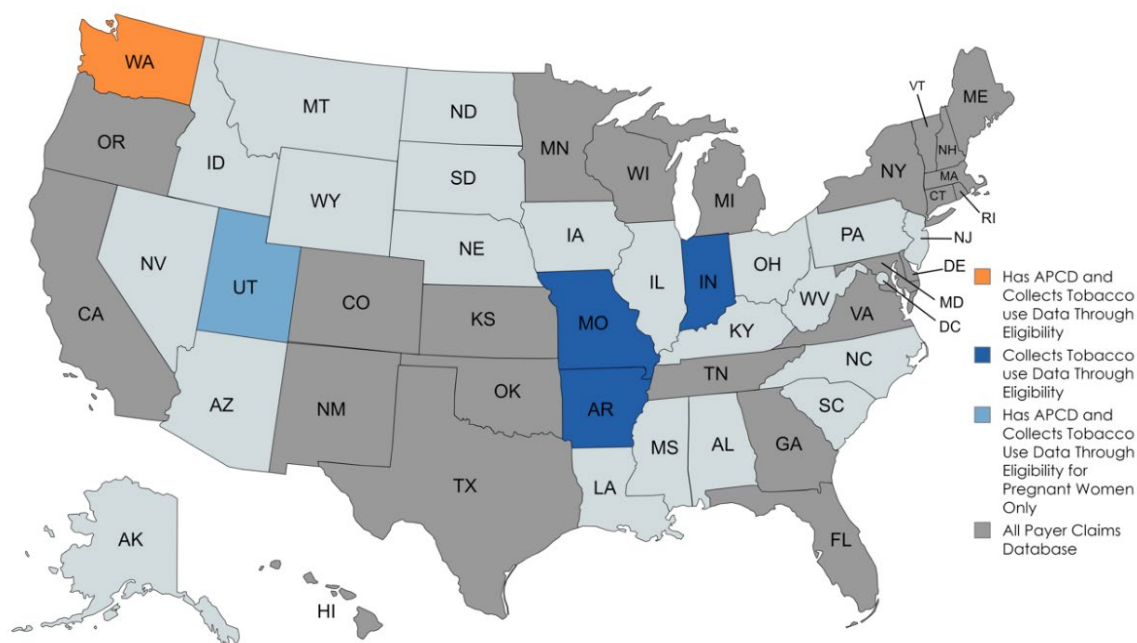 WA
MT
ND
MN
VT
ME
OR
ID
SD
WI
MI
NY
NH
MA
CT
RI
WY
NE
IA
PA
NJ
NV
UT
CO
IL
IN
OH
DE
MD
DC
CA
KS
MO
WV
VA
KY
AZ
NM
OK
AR
TN
NC
SC
TX
LA
MS
AL
GA
AK
HI
FL
Has APCD and
Collects Tobacco
use Data Through
Eligibility
Collects Tobacco
use Data Through
Eligibility
Has APCD and
Collects Tobacco
Use Data Through
Eligibility for
Pregnant Women
Only
All Payer Claims
Database